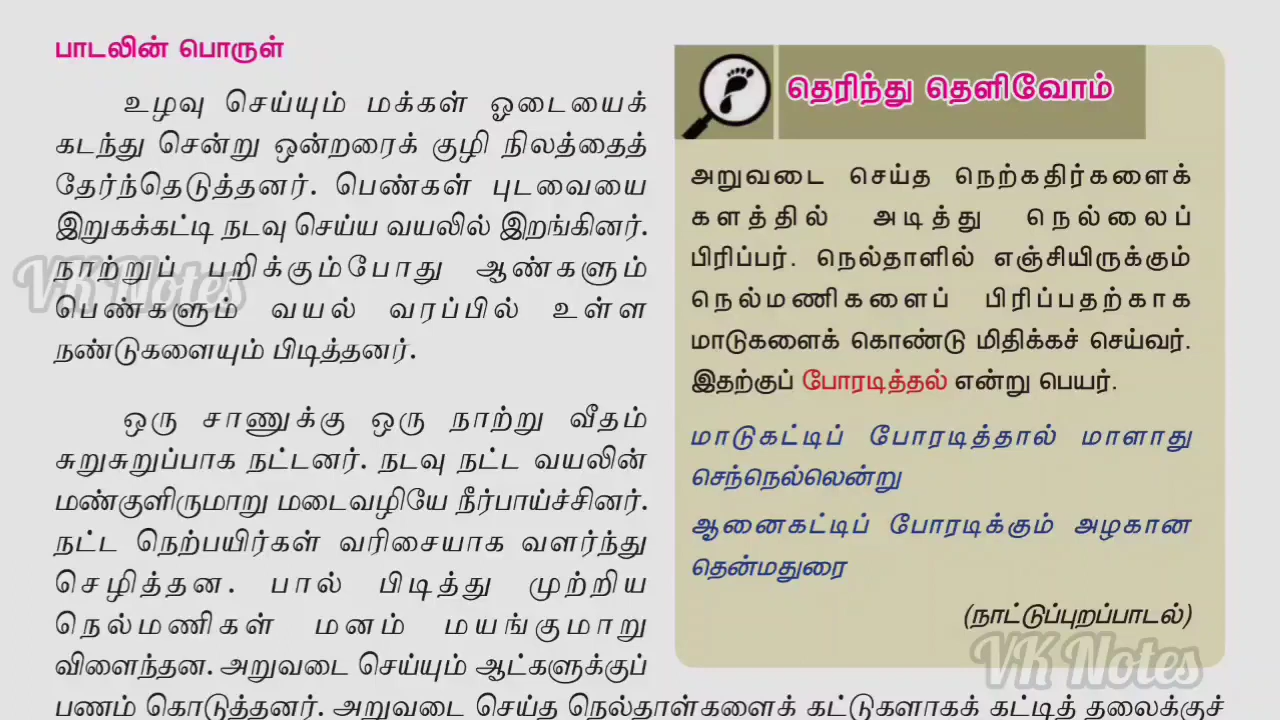 பாடலின் பொருள்
உழவு செய்யும் மக்கள் ஓடையைக்
கடந்து சென்று ஒன்றரைக் குழி நிலத்தைத்
தேர்ந்தெடுத்தனர். பெண்கள் புடவையை
இறுகக்கட்டி நடவு செய்ய வயலில் இறங்கினர்.
நாற்றுப் பறிக்கும்போது ஆண்களும்
பெண்களும் வயல் வரப்பில் உள்ள
நண்டுகளையும் பிடித்தனர்.
ஒரு சாணுக்கு ஒரு நாற்று வீதம்
சுறுசுறுப்பாக நட்டனர். நடவு நட்ட வயலின்
மண்குளிருமாறு மடைவழியே நீர்பாய்ச்சினர்.
நட்ட நெற்பயிர்கள் வரிசையாக வளர்ந்து
செழித்தன. பால் பிடித்து முற்றிய
நெல்மணிகள் மனம் மயங்குமாறு
விளைந்தன. அறுவடை செய்யும் ஆட்களுக்குப்
பணம் கொடுத்தனர். அறுவடை செய்த நெல்தாள்களைக் கட்டுகளாகக் கட்டித் தலைக்குச்
தெரிந்து தெளிவோம்
அறுவடை செய்த நெற்கதிர்களைக்
களத்தில் அடித்து நெல்லைப்
பிரிப்பர். நெல்தாளில் எஞ்சியிருக்கும்
நெல்மணிகளைப் பிரிப்பதற்காக
மாடுகளைக் கொண்டு மிதிக்கச் செய்வர்.
இதற்குப் போரடித்தல் என்று பெயர்.
மாடுகட்டிப் போரடித்தால் மாளாது
செந்நெல்லென்று
ஆனைகட்டிப் போரடிக்கும் அழகான
தென்மதுரை
(நாட்டுப்புறப்பாடல்)
VK Notes
VK Notes